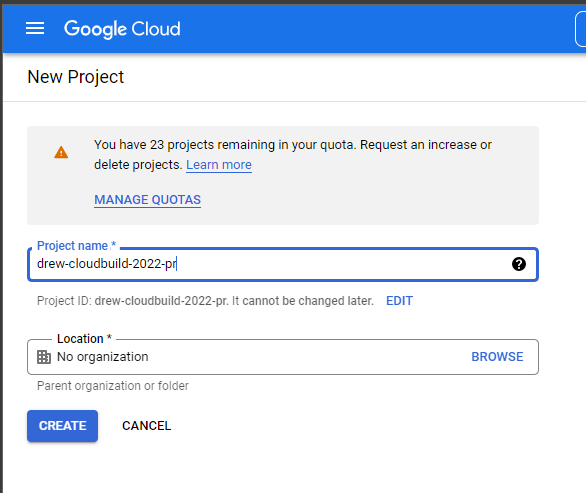 Google Cloud
New Project
You have 23 projects remaining in your quota. Request an increase or
delete projects. Learn more
MANAGE QUOTAS
Project name *
drew-cloudbuild-2022-pr
Project ID: drew-cloudbuild-2022-pr. It cannot be changed later. EDIT
Location *
No organization BROWSE
Parent organization or folder
CREATE CANCEL